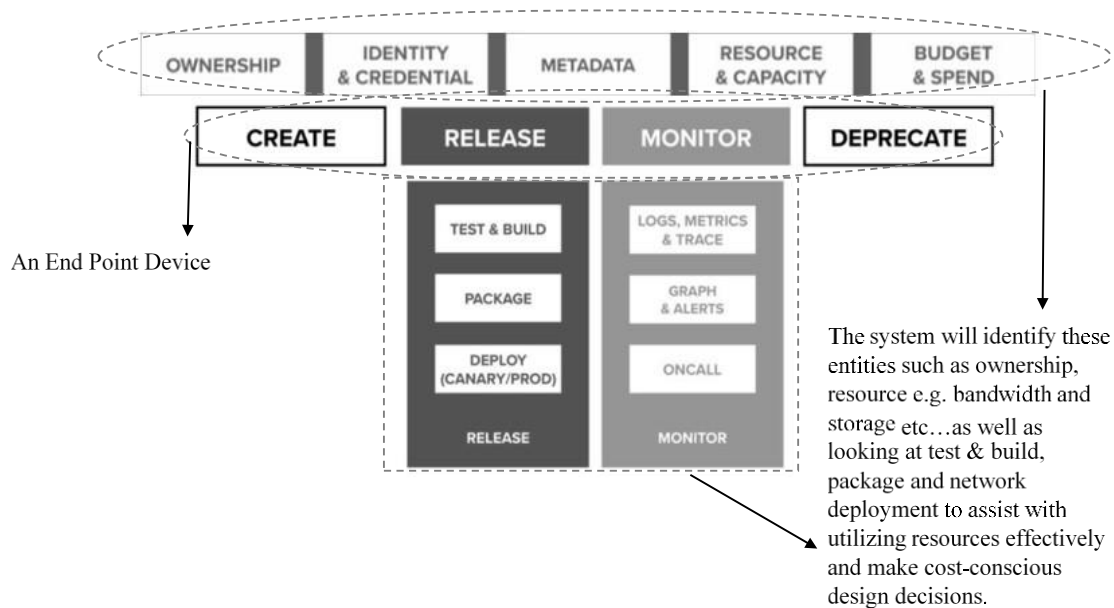 OWNERSHIP
IDENTITY
& CREDENTIAL
METADATA
RESOURCE
& CAPACITY
BUDGET
& SPEND
CREATE
RELEASE
MONITOR
DEPRECATE
TEST & BUILD
PACKAGE
DEPLOY
(CANARY/PROD)
RELEASE
LOGS, METRICS
& TRACE
GRAPH
& ALERTS
ONCALL
MONITOR
An End Point Device
The system will identify these
entities such as ownership,
resource e.g. bandwidth and
storage etc…as well as
looking at test & build,
package and network
deployment to assist with
utilizing resources effectively
and make cost-conscious
design decisions.